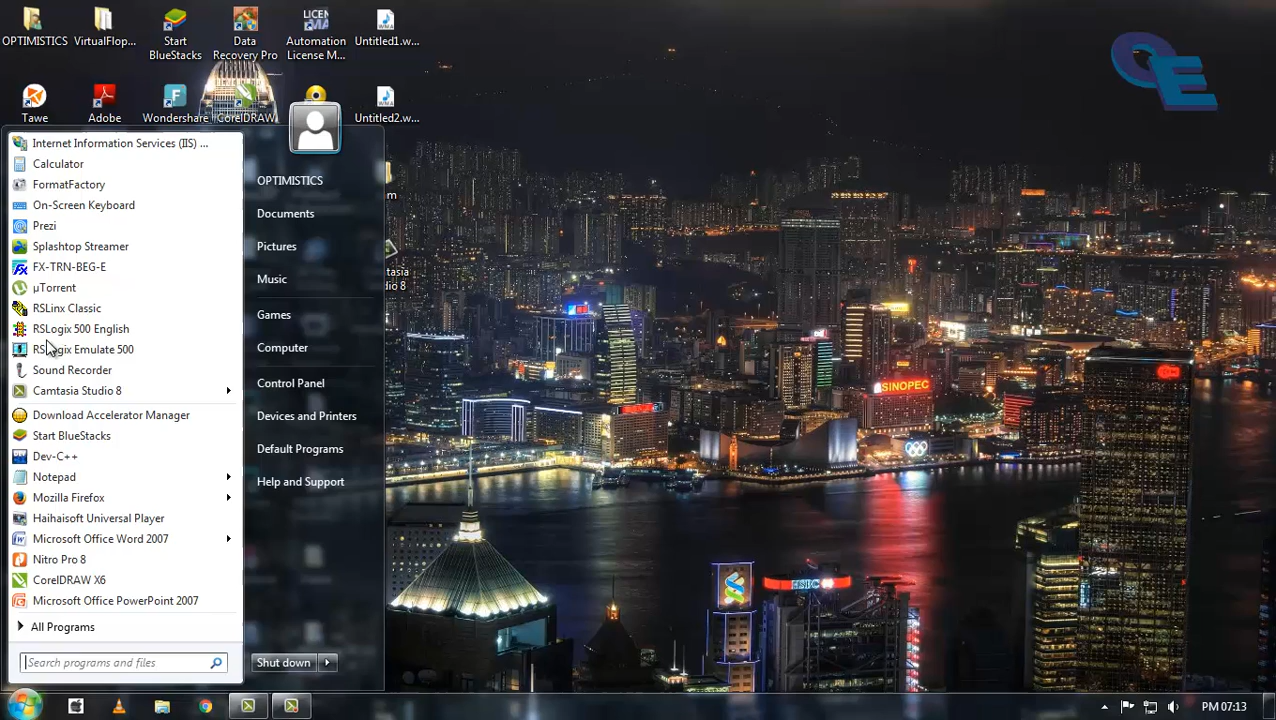 OPTIMISTICS
VirtualFlop...
Start
BlueStacks
Data
Recovery Pro
Automation
License M...
Untitled1.w...
Tawe
Adobe
Wondershare
CorelDRAW
Untitled2.w...
Internet Information Services (IIS) ...
Calculator
FormatFactory
On-Screen Keyboard
Prezi
Splashtop Streamer
FX-TRN-BEG-E
µTorrent
RSLinx Classic
RSLogix 500 English
RSLogix Emulate 500
Sound Recorder
Camtasia Studio 8
Download Accelerator Manager
Start BlueStacks
Dev-C++
Notepad
Mozilla Firefox
Haihaisoft Universal Player
Microsoft Office Word 2007
Nitro Pro 8
CorelDRAW X6
Microsoft Office PowerPoint 2007
All Programs
Search programs and files
OPTIMISTICS
Documents
Pictures
Music
Games
Computer
Control Panel
Devices and Printers
Default Programs
Help and Support
Shut down
OE
SINOPEC
HSBC
PM 07:13